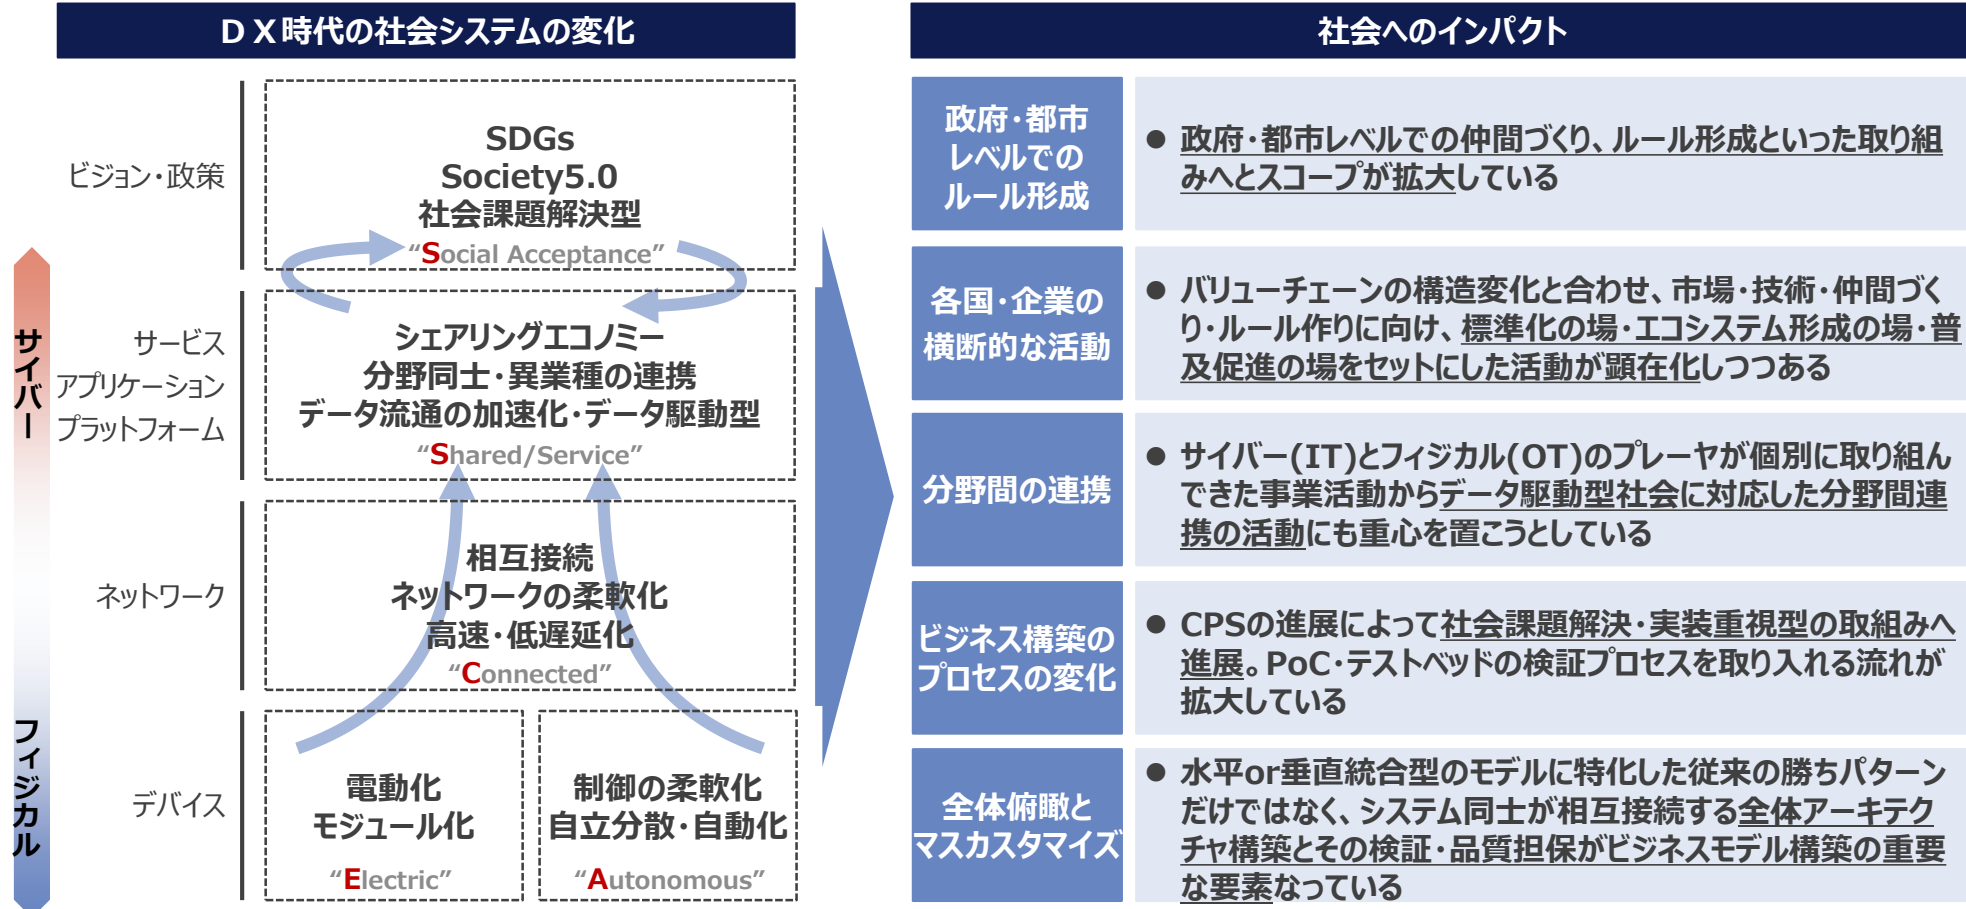 ＤＸ時代の社会システムの変化
ビジョン・政策
SDGs
Society5.0
社会課題解決型
“Social Acceptance”
サイバー
サービス
アプリケーション
プラットフォーム
シェアリングエコノミー
分野同士・異業種の連携
データ流通の加速化・データ駆動型
“Shared/Service”
ネットワーク
相互接続
ネットワークの柔軟化
高速・低遅延化
“Connected”
フィジカル
デバイス
電動化
モジュール化
“Electric”
制御の柔軟化
自立分散・自動化
“Autonomous”
社会へのインパクト
政府・都市
レベルでの
ルール形成
● 政府・都市レベルでの仲間づくり、ルール形成といった取り組
みへとスコープが拡大している
各国・企業の
横断的な活動
● バリューチェーンの構造変化と合わせ、市場・技術・仲間づく
り・ルール作りに向け、標準化の場・エコシステム形成の場・普
及促進の場をセットにした活動が顕在化しつつある
分野間の連携
● サイバー(IT)とフィジカル(OT)のプレーヤが個別に取り組ん
できた事業活動からデータ駆動型社会に対応した分野間連
携の活動にも重心を置こうとしている
ビジネス構築の
プロセスの変化
● CPSの進展によって社会課題解決・実装重視型の取組みへ
進展。PoC・テストベッドの検証プロセスを取り入れる流れが
拡大している
全体俯瞰と
マスカスタマイズ
● 水平or垂直統合型のモデルに特化した従来の勝ちパターン
だけではなく、システム同士が相互接続する全体アーキテク
チャ構築とその検証・品質担保がビジネスモデル構築の重要
な要素なっている